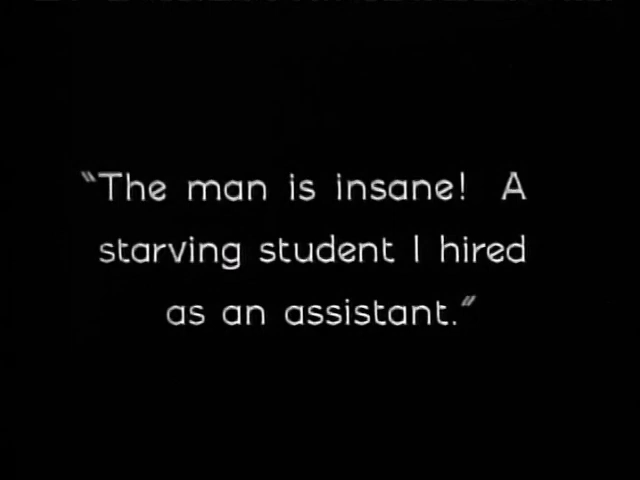 "The man is insane! A
starving student I hired
as an assistant."